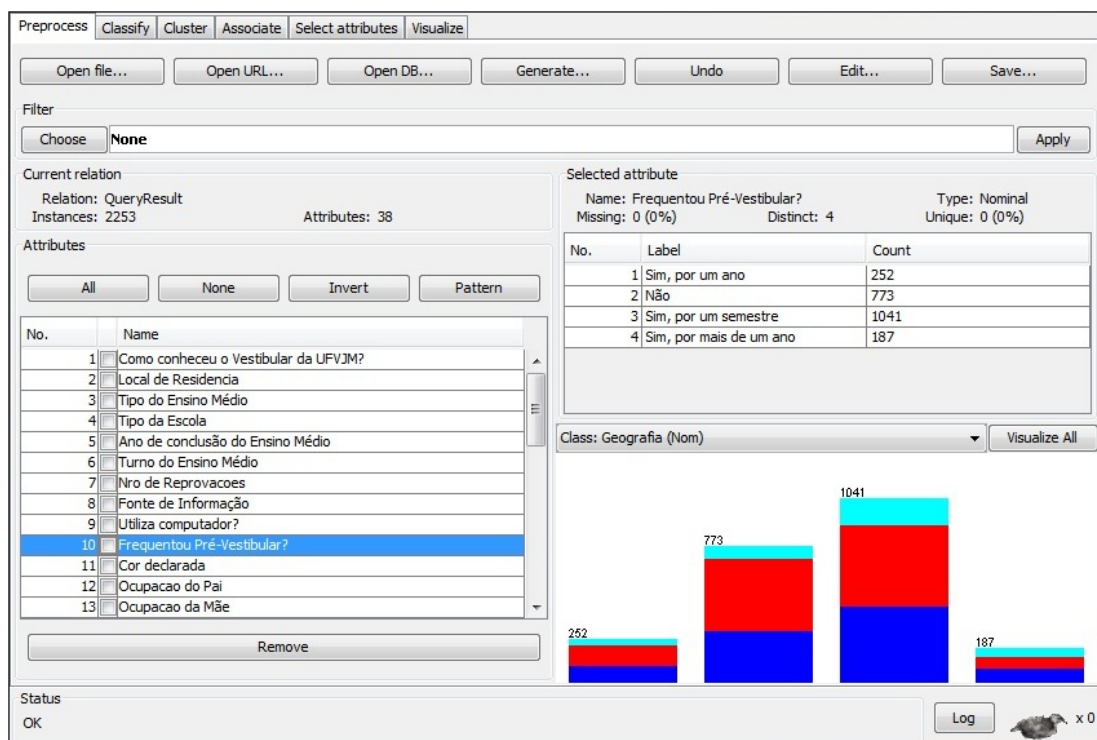 Preprocess Classify Cluster Associate Select attributes Visualize
Open file... Open URL... Open DB... Generate... Undo Edit... Save...
Filter
Choose None Apply
Current relation
Relation: QueryResult
Instances: 2253 Attributes: 38
Attributes
All None Invert Pattern
No. Name
1 Como conheceu o Vestibular da UFVJM?
2 Local de Residencia
3 Tipo do Ensino Médio
4 Tipo da Escola
5 Ano de conclusão do Ensino Médio
6 Turno do Ensino Médio
7 Nro de Reprovacoes
8 Fonte de Informação
9 Utiliza computador?
10 Frequentou Pré-Vestibular?
11 Cor declarada
12 Ocupacao do Pai
13 Ocupacao da Mãe
Remove
Selected attribute
Name: Frequentou Pré-Vestibular? Type: Nominal
Missing: 0 (0%) Distinct: 4 Unique: 0 (0%)
No. Label Count
1 Sim, por um ano 252
2 Não 773
3 Sim, por um semestre 1041
4 Sim, por mais de um ano 187
Class: Geografia (Nom) Visualize All
252 773 1041 187
Status
OK
Log x 0